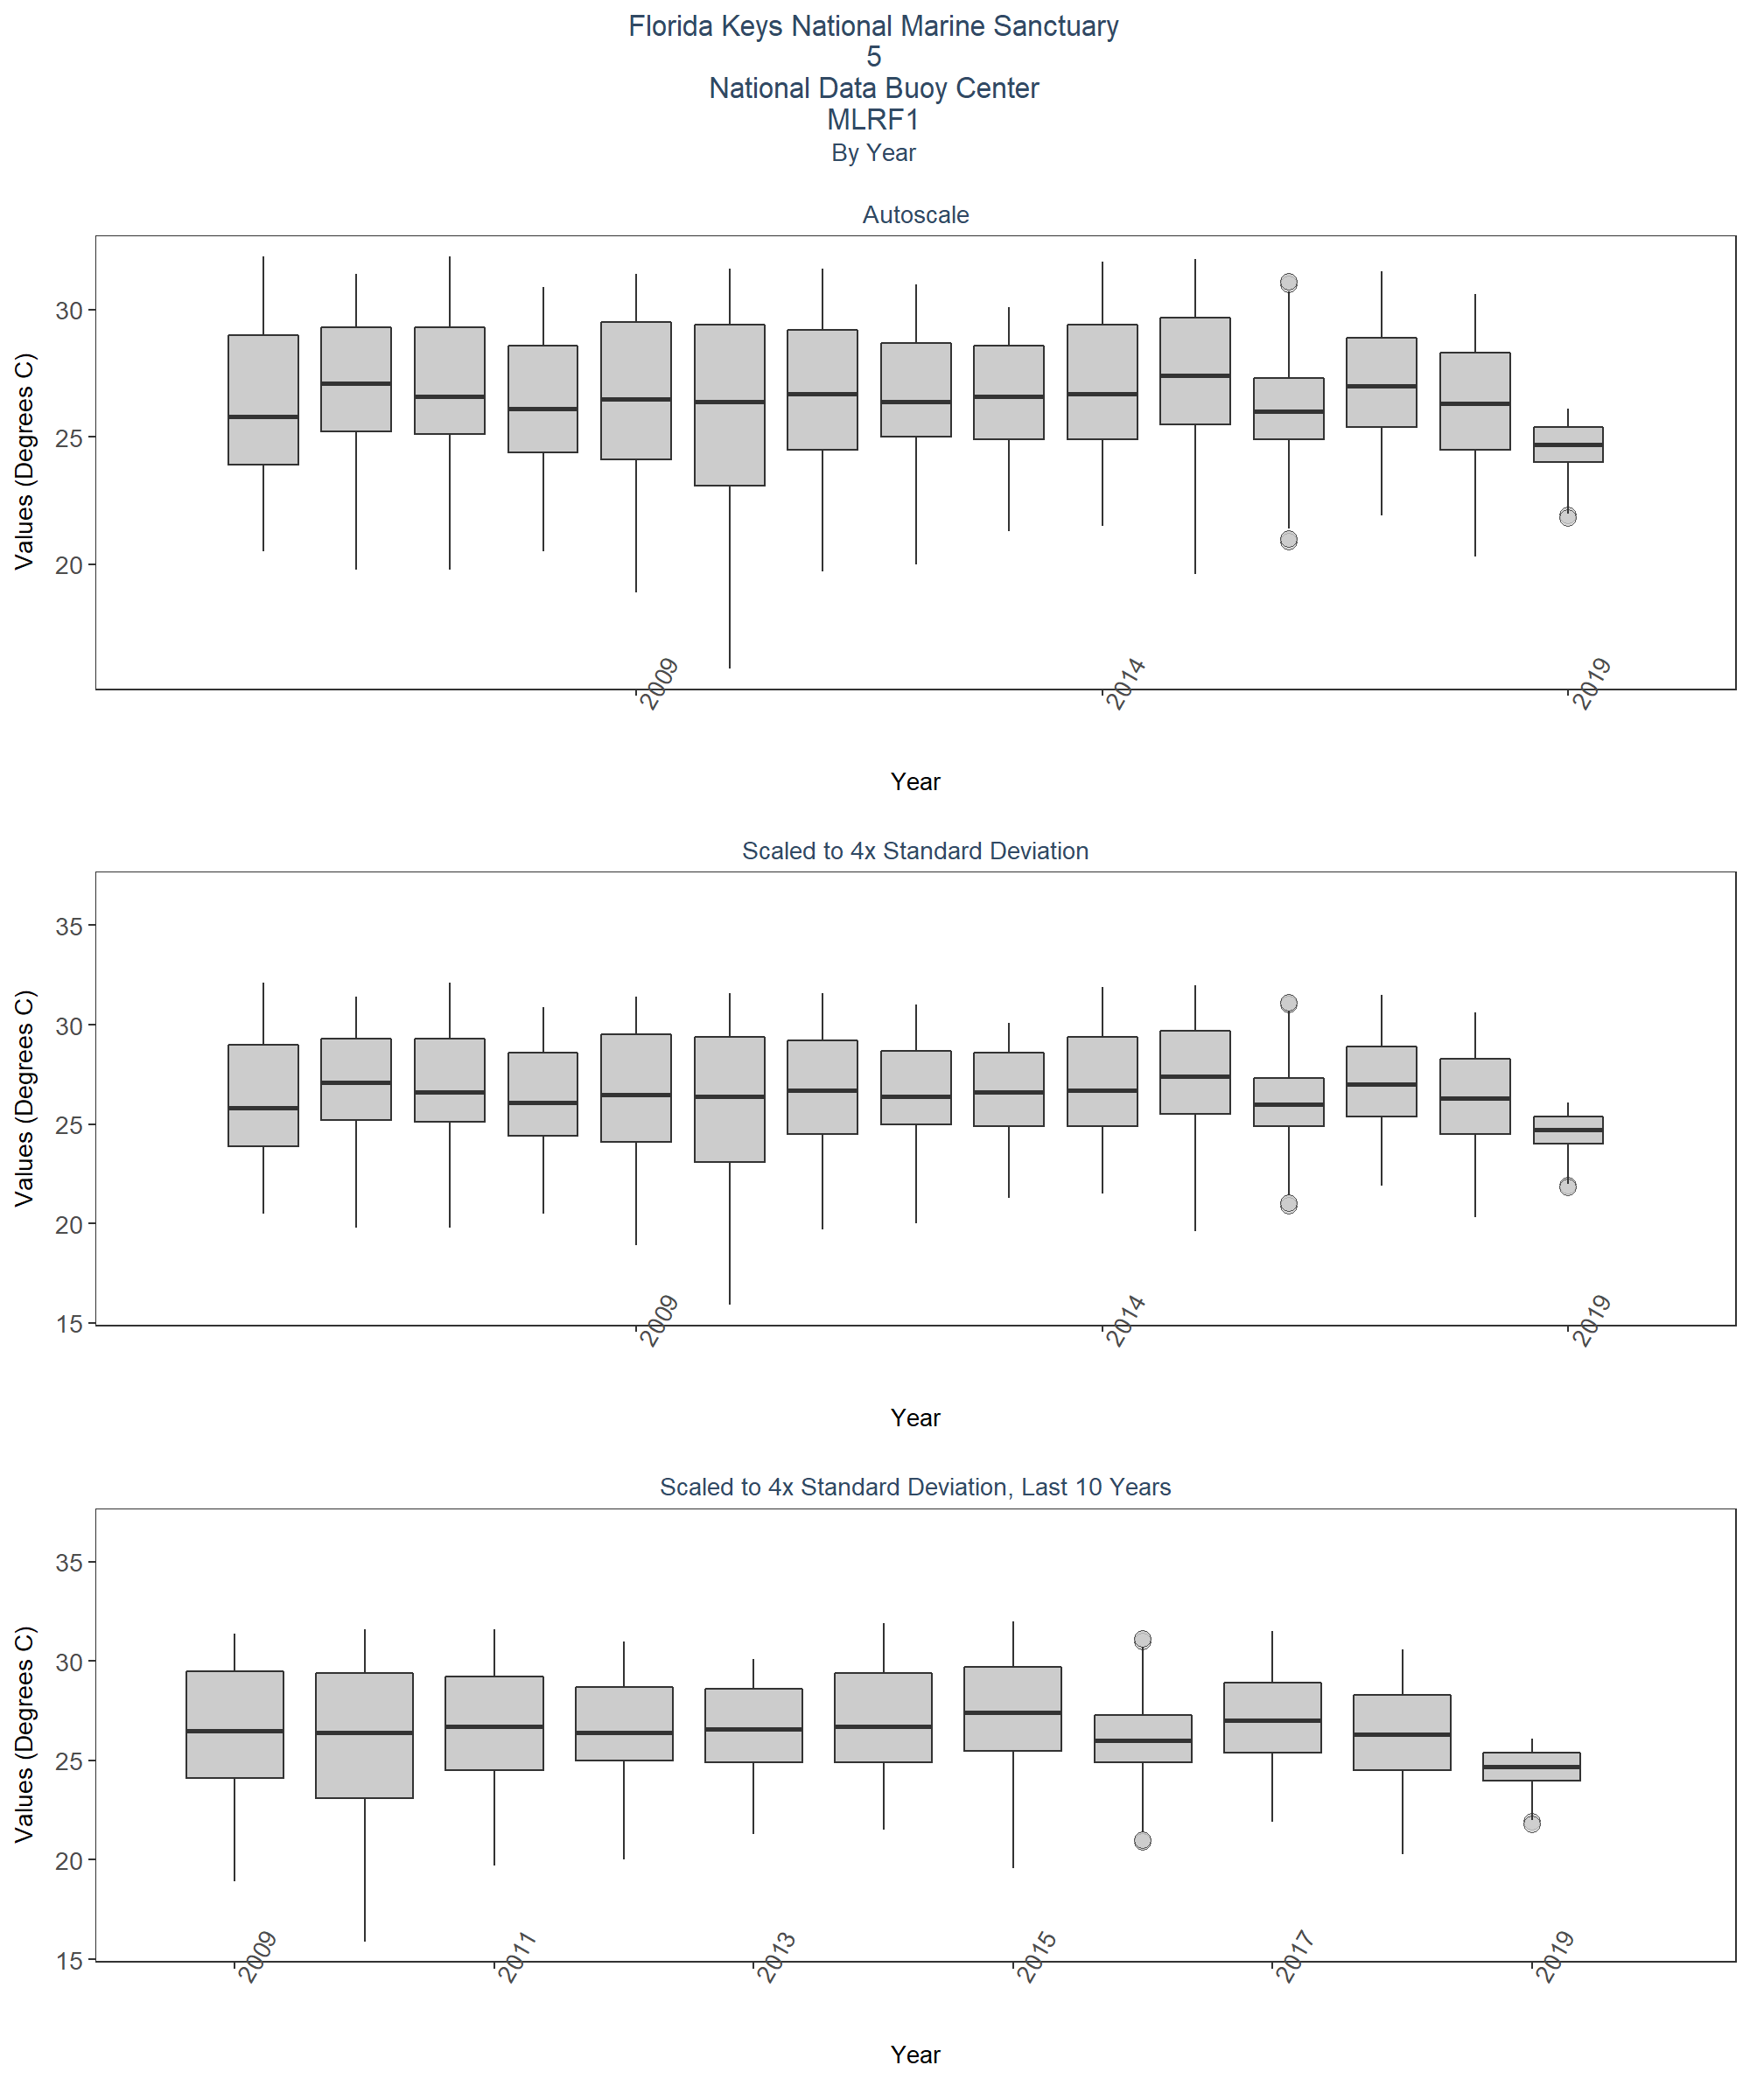 Florida Keys National Marine Sanctuary
5
National Data Buoy Center
MLRF1
By Year
Autoscale
Values (Degrees C)
30
25
20
2009
2014
2019
Year
Scaled to 4x Standard Deviation
Values (Degrees C)
35
30
25
20
15
2009
2014
2019
Year
Scaled to 4x Standard Deviation, Last 10 Years
Values (Degrees C)
35
30
25
20
15
2009
2011
2013
2015
2017
2019
Year